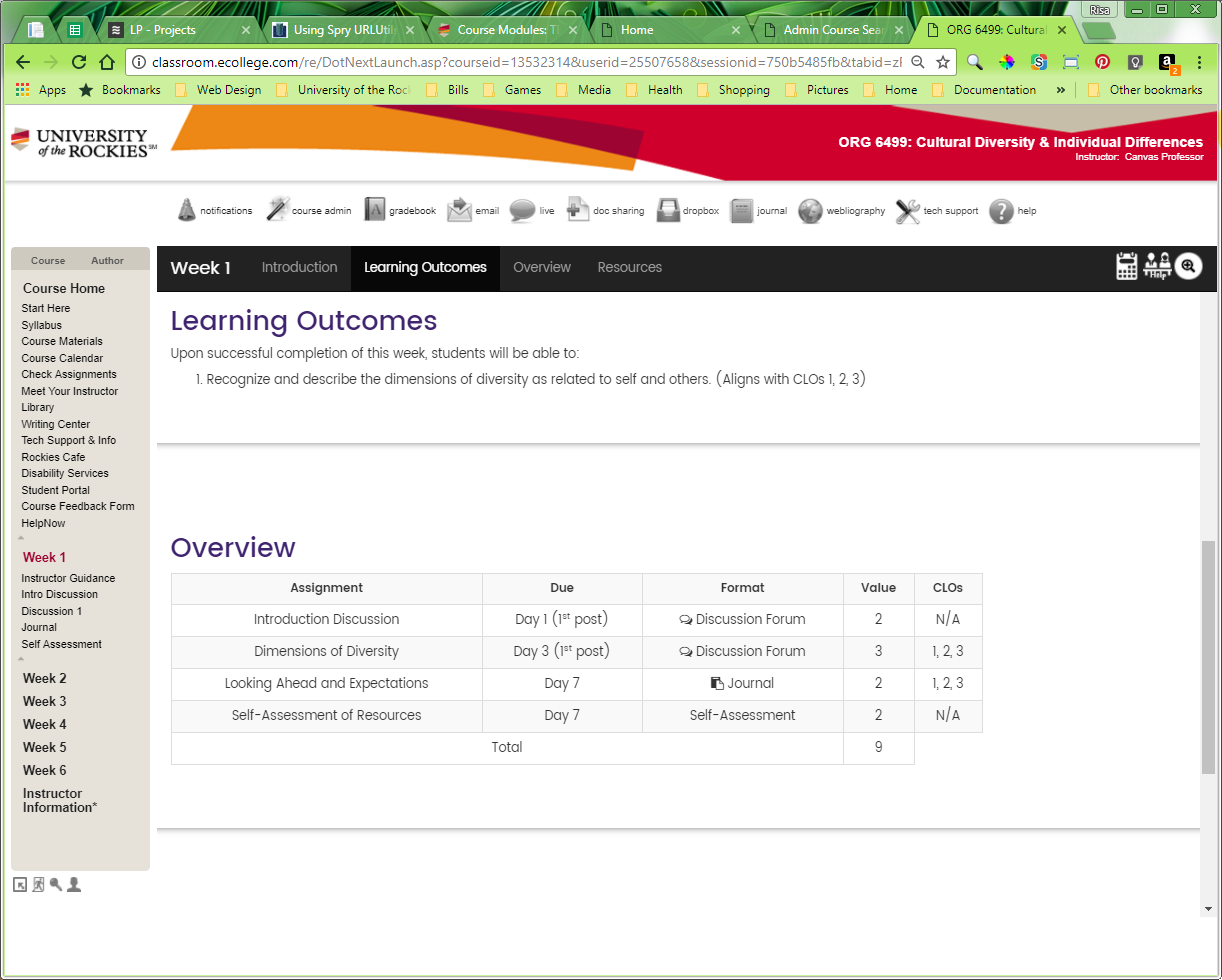 Risa
LP - Projects
Using Spry URLUtil
Course Modules: Th
Home
Admin Course Sear
ORG 6499: Cultural
classroom.ecollege.com/re/DotNextLaunch.asp?courseid=13532314&userid=25507658&sessionid=750b5485fb&tabid=zF
2
Apps
Bookmarks
Web Design
University of the Rock
Bills
Games
Media
Health
Shopping
Pictures
Home
Documentation
»
Other bookmarks
UNIVERSITY
of the ROCKIES℠
ORG 6499: Cultural Diversity & Individual Differences
Instructor: Canvas Professor
notifications
course admin
gradebook
email
live
doc sharing
dropbox
journal
webliography
tech support
help
Course Author
Course Home
Start Here
Syllabus
Course Materials
Course Calendar
Check Assignments
Meet Your Instructor
Library
Writing Center
Tech Support & Info
Rockies Cafe
Disability Services
Student Portal
Course Feedback Form
HelpNow
Week 1
Instructor Guidance
Intro Discussion
Discussion 1
Journal
Self Assessment
Week 2
Week 3
Week 4
Week 5
Week 6
Instructor
Information*
Week 1 Introduction Learning Outcomes Overview Resources
Help
Learning Outcomes
Upon successful completion of this week, students will be able to:
1. Recognize and describe the dimensions of diversity as related to self and others. (Aligns with CLOs 1, 2, 3)
Overview
Assignment Due Format Value CLOs
Introduction Discussion Day 1 (1st post) Discussion Forum 2 N/A
Dimensions of Diversity Day 3 (1st post) Discussion Forum 3 1, 2, 3
Looking Ahead and Expectations Day 7 Journal 2 1, 2, 3
Self-Assessment of Resources Day 7 Self-Assessment 2 N/A
Total 9